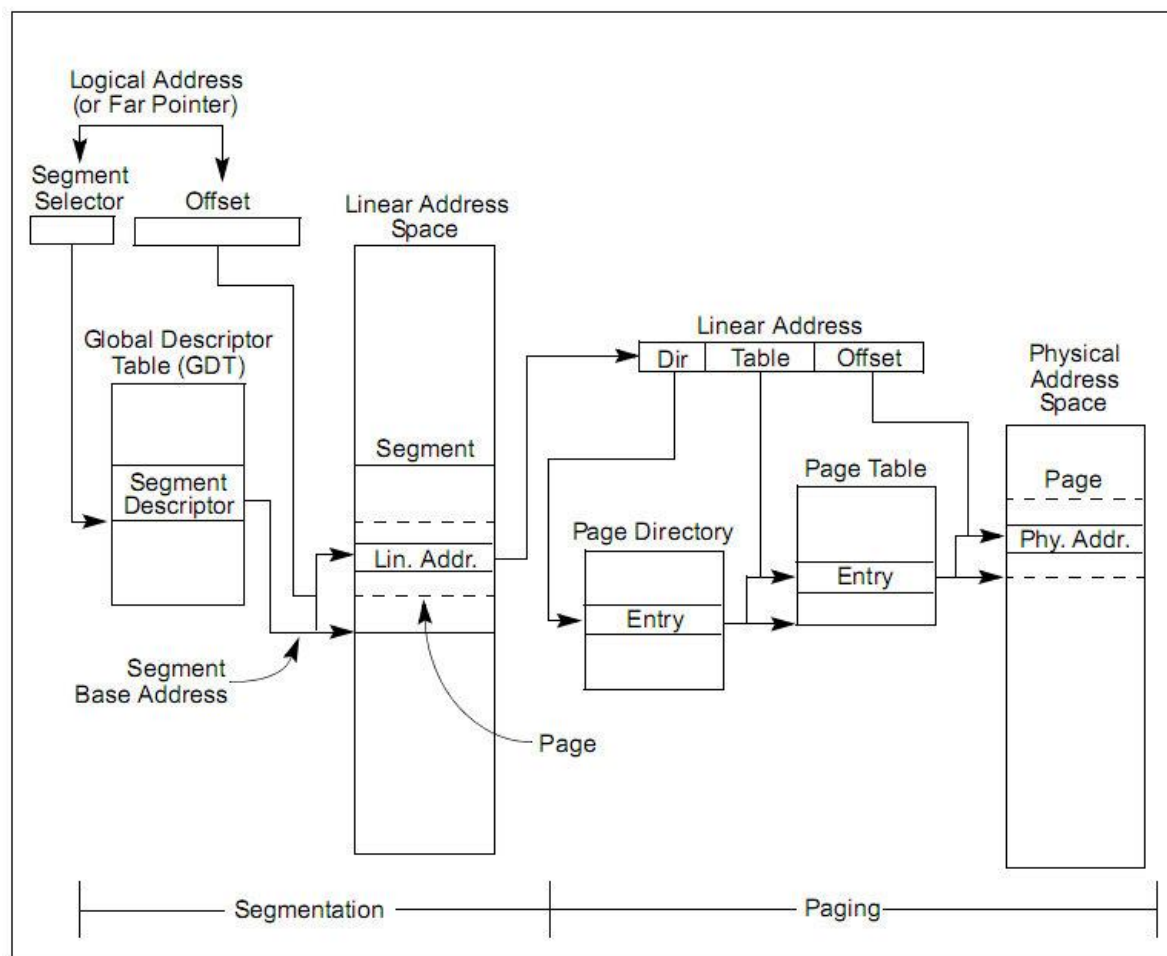 Logical Address
(or Far Pointer)
Segment
Selector
Offset
Linear Address
Space
Global Descriptor
Table (GDT)
Segment
Descriptor
Segment
Lin. Addr.
Segment
Base Address
Page
Linear Address
Dir
Table
Offset
Physical
Address
Space
Page Table
Entry
Page Directory
Entry
Page
Phy. Addr.
Segmentation
Paging